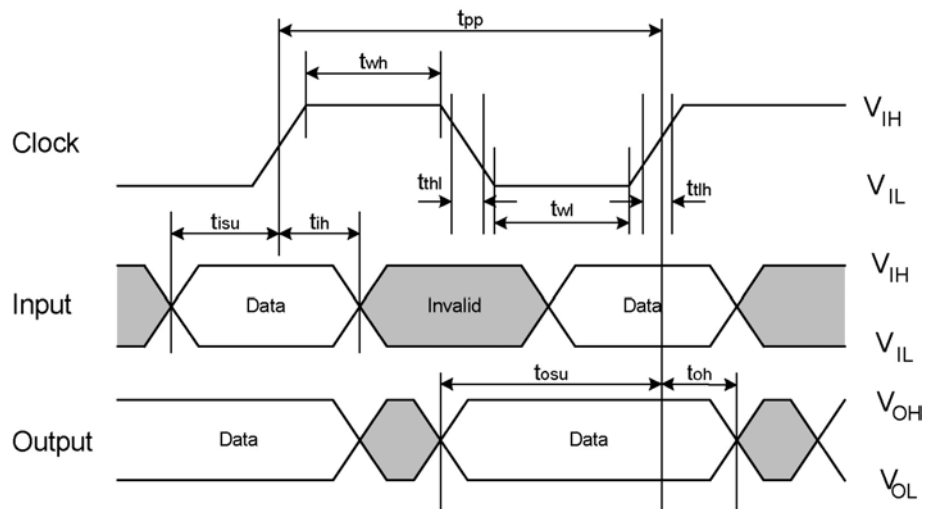 tpp
twh
Clock
VIH
tthl
ttlh
VIL
twl
tisu
tih
VIH
Input
Data
Invalid
Data
VIL
tosu
toh
VOH
Output
Data
Data
VOL